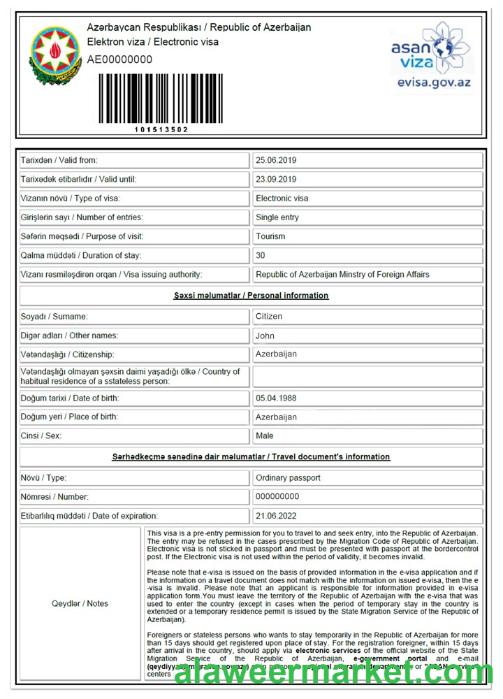 Azərbaycan Respublikası / Republic of Azerbaijan
Elektron viza / Electronic visa
AE00000000
101513502
asan
viza
evisa.gov.az
Tarixdən / Valid from:
25.06.2019
Tarixədək etibarlıdır / Valid until:
23.09.2019
Vizanın növü / Type of visa:
Electronic visa
Girişlərin sayı / Number of entries:
Single entry
Səfərin məqsədi / Purpose of visit:
Tourism
Qalma müddəti / Duration of stay:
30
Vizanı rəsmiləşdirən orqan / Visa issuing authority:
Republic of Azerbaijan Minstry of Foreign Affairs
Şəxsi məlumatlar / Personal information
Soyadı / Surname:
Citizen
Digər adları / Other names:
John
Vətəndaşlığı / Citizenship:
Azerbaijan
Vətəndaşlığı olmayan şəxsin daimi yaşadığı ölkə / Country of
habitual residence of a sstateless person:
Doğum tarixi / Date of birth:
05.04.1988
Doğum yeri / Place of birth:
Azerbaijan
Cinsi / Sex:
Male
Sərhədkeçmə sənədinə dair məlumatlar / Travel document's information
Növü / Type:
Ordinary passport
Nömrəsi / Number:
000000000
Etibarlılıq müddəti / Date of expiration:
21.06.2022
Qeydlər / Notes
This visa is a pre-entry permission for you to travel to and seek entry, into the Republic of Azerbaijan.
The entry may be refused in the cases prescribed by the Migration Code of Republic of Azerbaijan.
Electronic visa is not sticked in passport and must be presented with passport at the bordercontrol
post. If the Electronic visa is not used within the period of validity, it becomes invalid.
Please note that e-visa is issued on the basis of provided information in the e-visa application and if
the information on a travel document does not match with the information on issued e-visa, then the e
-visa is invalid. Please note that an applicant is responsible for information provided in e-visa
application form.You must leave the territory of the Republic of Azerbaijan with the e-visa that was
used to enter the country (except in cases when the period of temporary stay in the country is
extended or a temporary residence permit is issued by the State Migration Service of the Republic of
Azerbaijan).
Foreigners or stateless persons who wants to stay temporarily in the Republic of Azerbaijan for more
than 15 days should get registered upon place of stay. For the registration foreigner, within 15 days
after arrival in the country, should apply via electronic services of the official website of the State
Migration Service of the Republic of Azerbaijan, e-government portal and e-mail
centers
alaweermarket.com